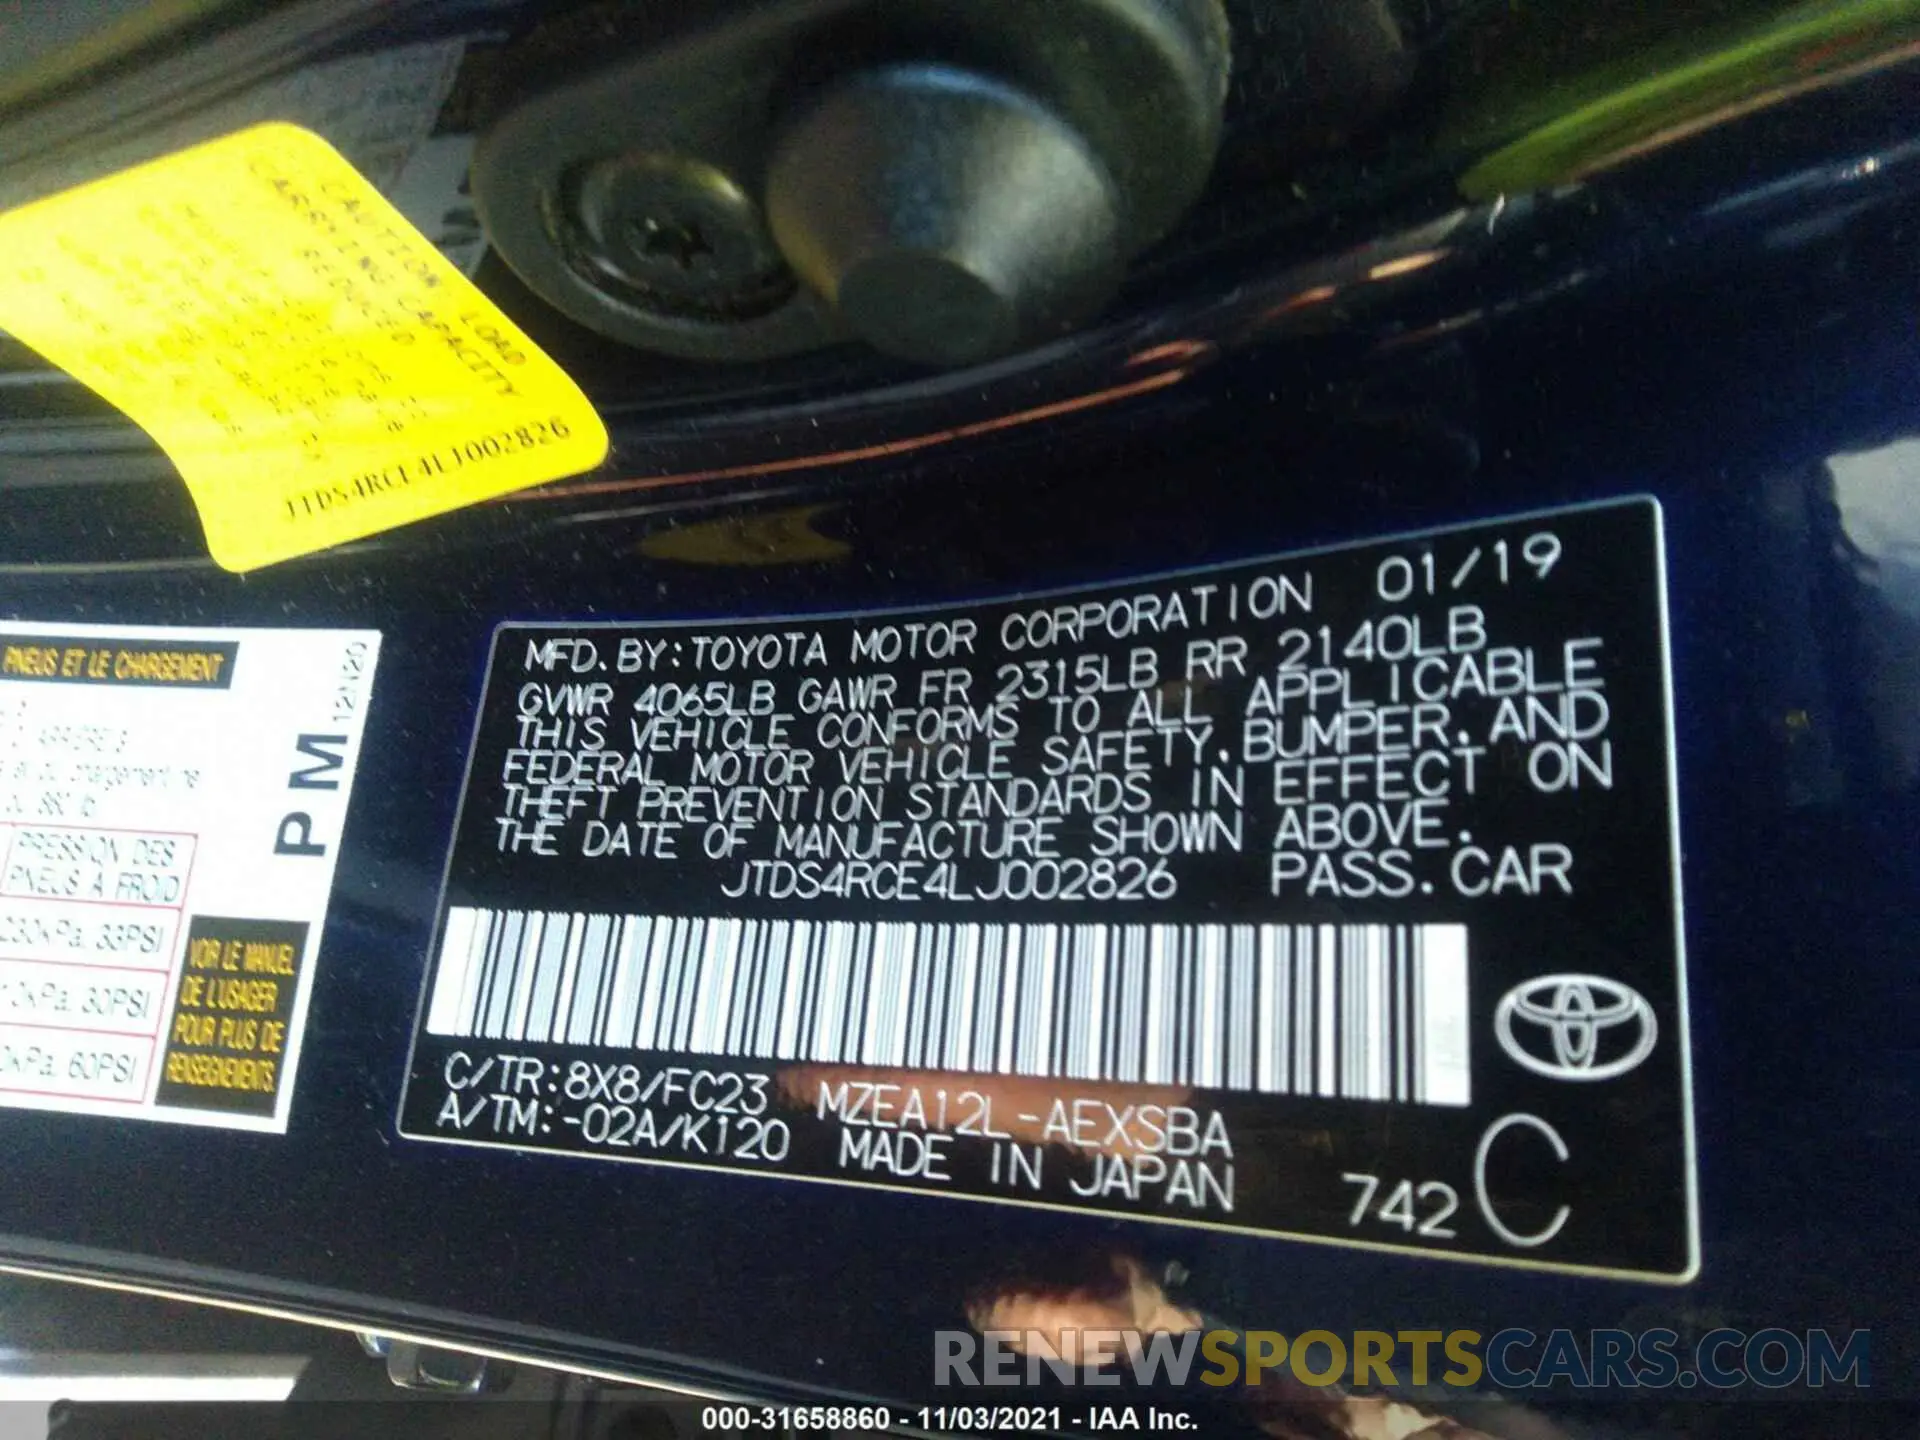 CAUTION LOAD
CARRYING CAPACITY
REDUCED
JTDS4RCE4LJ002826
PNEUS ET LE CHARGEMENT
PM 12N20
PRESSION DES
PNEUS À FROID
230kPa, 33PSI
30PSI
60PSI
VOIR LE MANUEL
DE L'USAGER
POUR PLUS DE
RENSEIGNEMENTS.
MFD. BY: TOYOTA MOTOR CORPORATION 01/19
GVWR 4065LB GAWR FR 2315LB RR 2140LB
THIS VEHICLE CONFORMS TO ALL APPLICABLE
FEDERAL MOTOR VEHICLE SAFETY, BUMPER, AND
THEFT PREVENTION STANDARDS IN EFFECT ON
THE DATE OF MANUFACTURE SHOWN ABOVE.
JTDS4RCE4LJ002826 PASS. CAR
C/TR: 8X8/FC23 MZEA12L-AEXSBA
A/TM: -02A/K120 MADE IN JAPAN
742 C
RENEWSPORTSCARS.COM
000-31658860 - 11/03/2021 - IAA Inc.